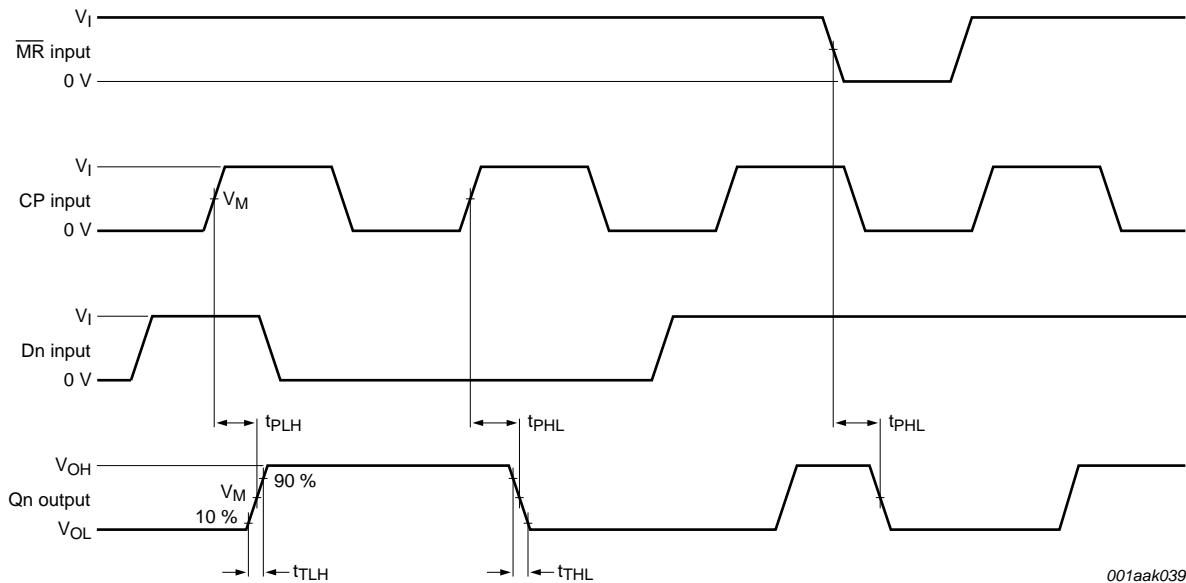 V_I
M̅R̅ input
0 V
V_I
CP input
V_M
0 V
V_I
Dn input
0 V
t_PLH
t_PHL
t_PHL
V_OH
90 %
Qn output
V_M
10 %
V_OL
t_TLH
t_THL
001aak039